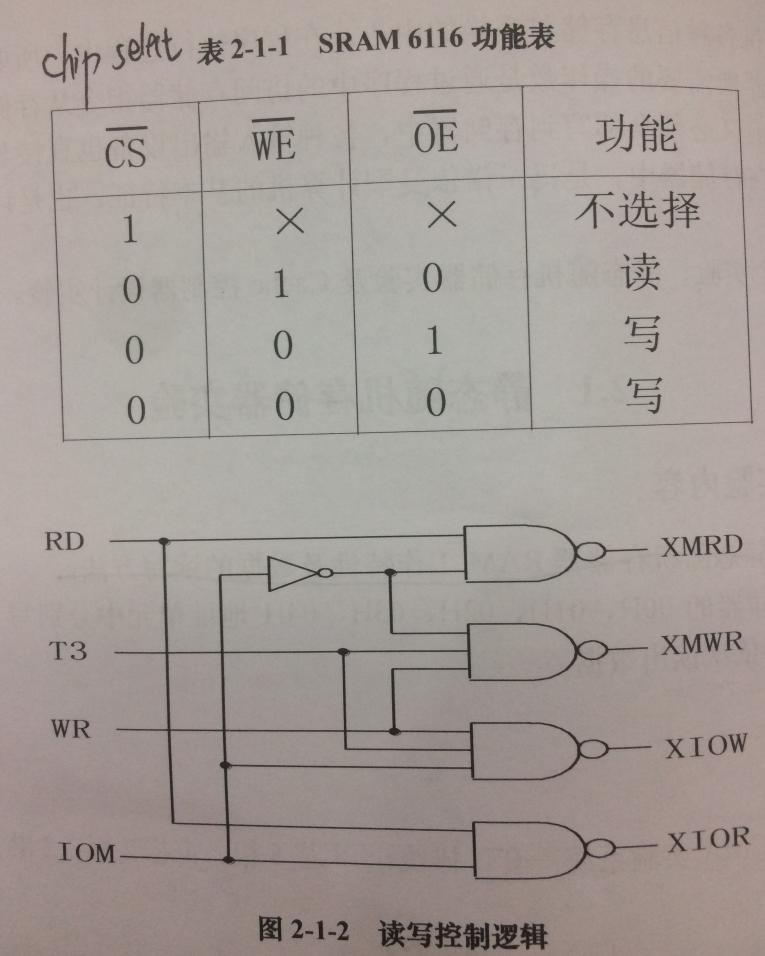 chip select
表 2-1-1 SRAM 6116 功能表
CS WE OE 功能
1 × × 不选择
0 1 0 读
0 0 1 写
0 0 0 写
RD
XMRD
T3
XMWR
WR
XIOW
IOM
XIOR
图 2-1-2 读写控制逻辑